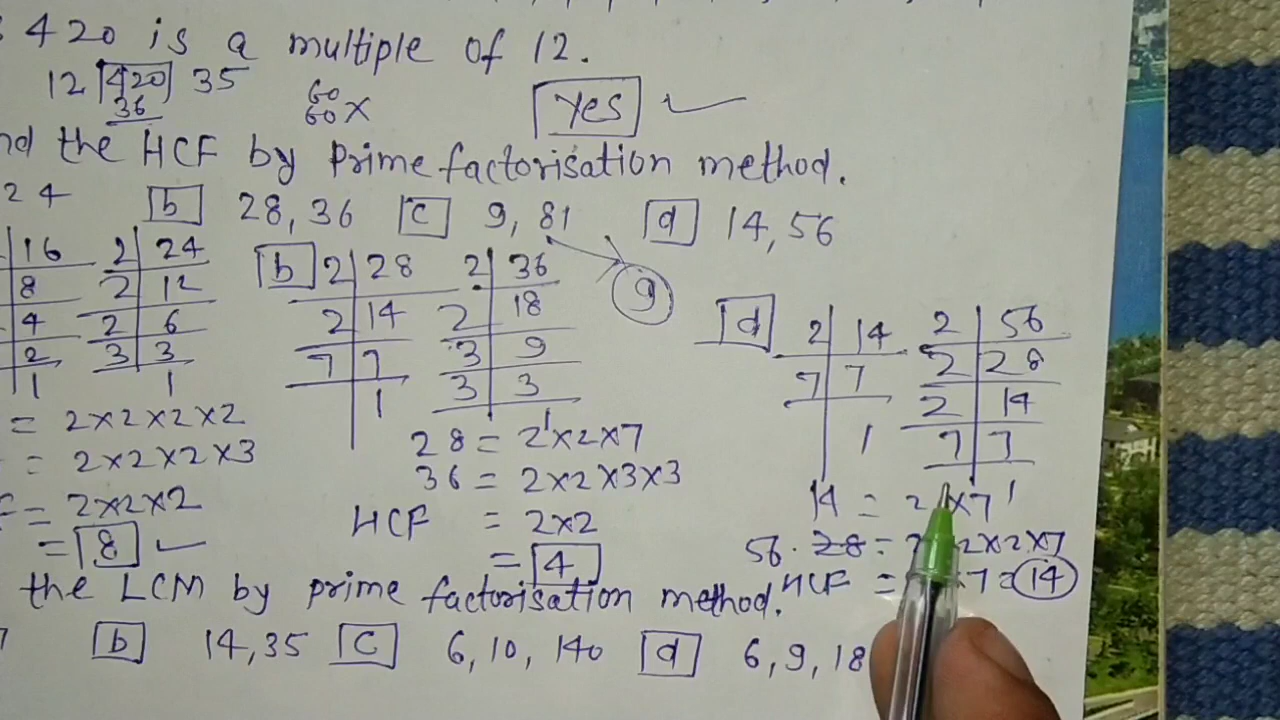 420 is a multiple of 12.
12 420 35
36
60
60 X
Yes
the HCF by Prime factorisation method.
24 b 28, 36 c 9, 81 d 14, 56
9
16
8
4
2
1
2 24
2 12
2 6
3 3
1
b
2 28
2 14
7 7
1
2 36
2 18
3 9
3 3
1
d
2 14
7 7
1
2 56
2 28
2 14
7 7
1
= 2×2×2×2
= 2×2×2×3
= 2×2×2
= 8
28 = 2×2×7
36 = 2×2×3×3
HCF = 2×2
= 4
14 = 2×7
56. 28 = 2×2×7
HCF = ×7 = 14
the LCM by prime factorisation method.
b 14, 35 c 6, 10, 140 d 6, 9, 18